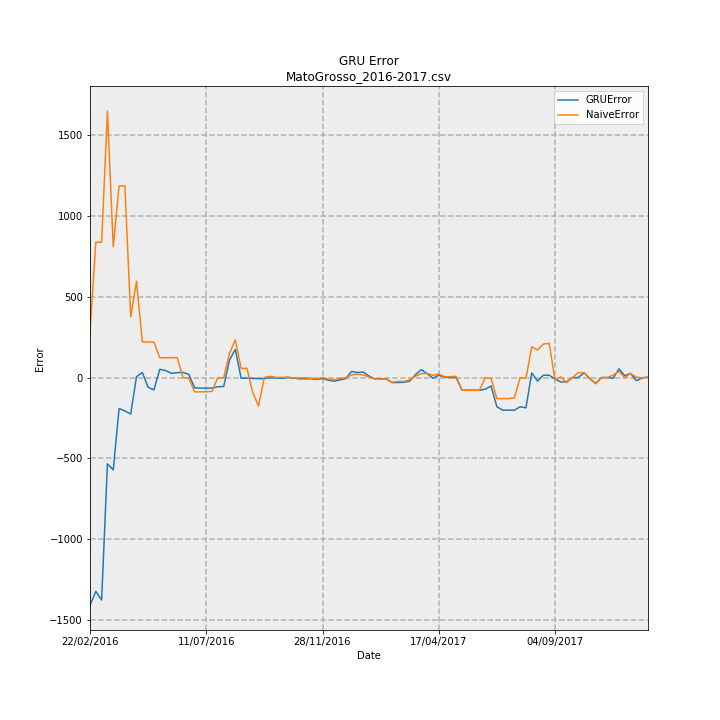 GRU Error
MatoGrosso_2016-2017.csv
GRUError
NaiveError
1500
1000
500
0
−500
−1000
−1500
Error
22/02/2016 11/07/2016 28/11/2016 17/04/2017 04/09/2017
Date